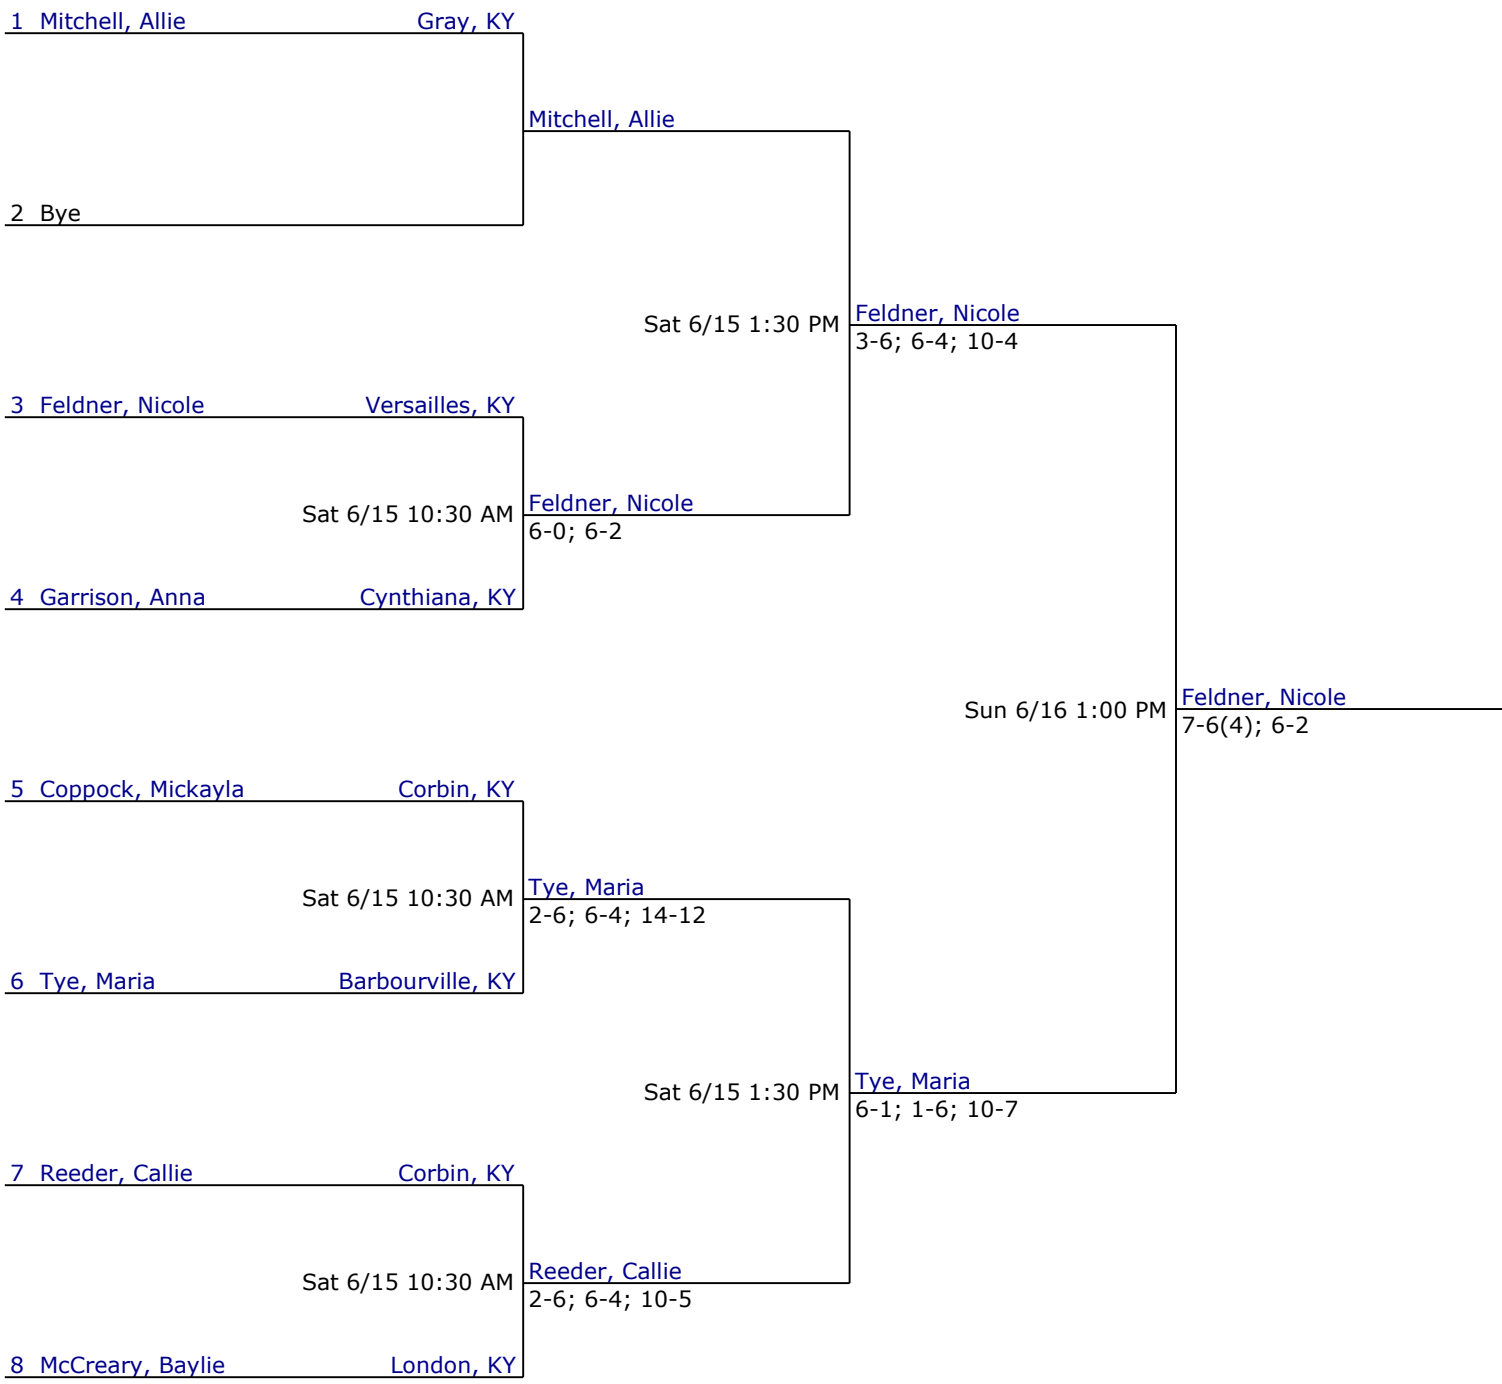 1 Mitchell, Allie Gray, KY
Mitchell, Allie
2 Bye
Feldner, Nicole
Sat 6/15 1:30 PM
3-6; 6-4; 10-4
3 Feldner, Nicole Versailles, KY
Feldner, Nicole
Sat 6/15 10:30 AM
6-0; 6-2
4 Garrison, Anna Cynthiana, KY
Feldner, Nicole
Sun 6/16 1:00 PM
7-6(4); 6-2
5 Coppock, Mickayla Corbin, KY
Tye, Maria
Sat 6/15 10:30 AM
2-6; 6-4; 14-12
6 Tye, Maria Barbourville, KY
Tye, Maria
Sat 6/15 1:30 PM
6-1; 1-6; 10-7
7 Reeder, Callie Corbin, KY
Reeder, Callie
Sat 6/15 10:30 AM
2-6; 6-4; 10-5
8 McCreary, Baylie London, KY